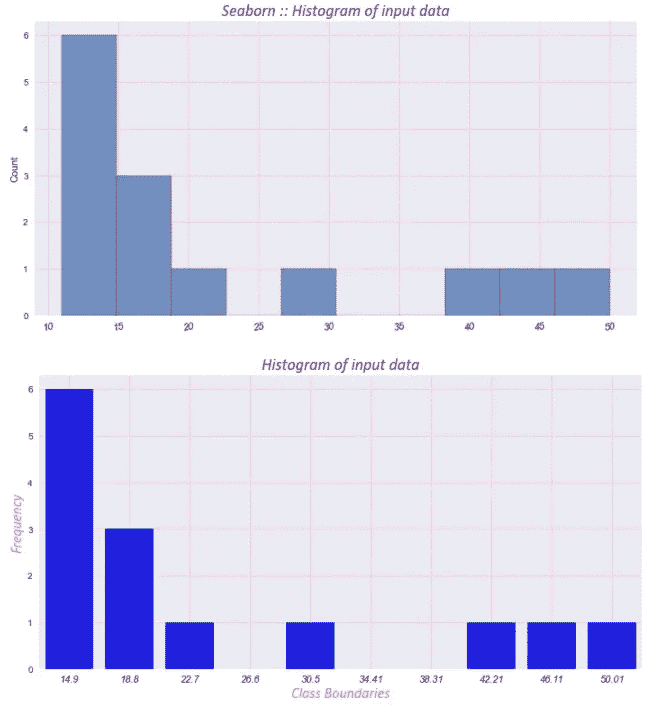 Seaborn :: Histogram of input data
6
5
4
3
2
1
0
Count
10 15 20 25 30 35 40 45 50
Histogram of input data
6
5
4
3
2
1
0
Frequency
14.9 18.8 22.7 26.6 30.5 34.41 38.31 42.21 46.11 50.01
Class Boundaries